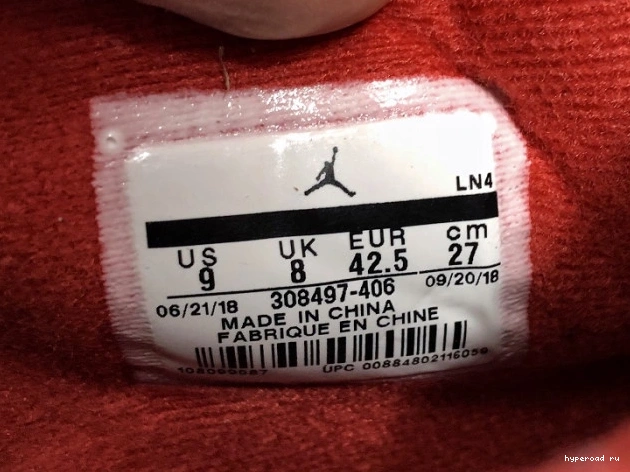 LN4
US UK EUR cm
9 8 42.5 27
06/21/18 308497-406 09/20/18
MADE IN CHINA
FABRIQUE EN CHINE
UPC 00884802116059
hyperoad ru